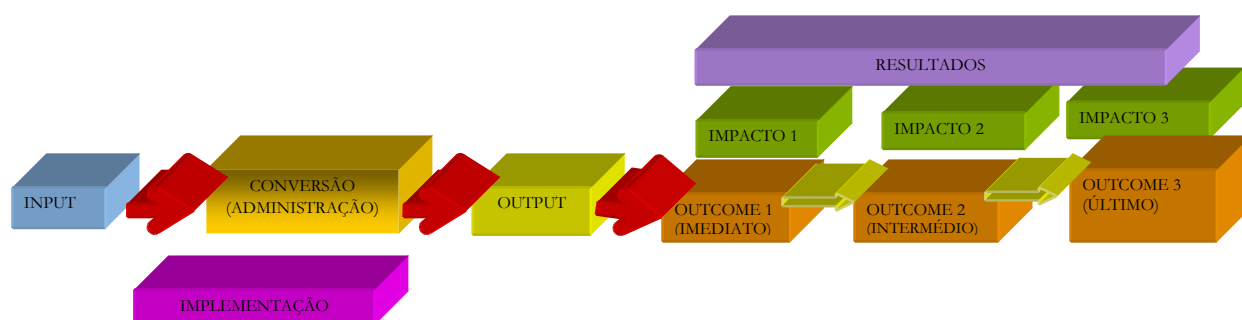 RESULTADOS
IMPACTO 1
IMPACTO 2
IMPACTO 3
INPUT
CONVERSÃO
(ADMINISTRAÇÃO)
OUTPUT
OUTCOME 1
(IMEDIATO)
OUTCOME 2
(INTERMÉDIO)
OUTCOME 3
(ÚLTIMO)
IMPLEMENTAÇÃO